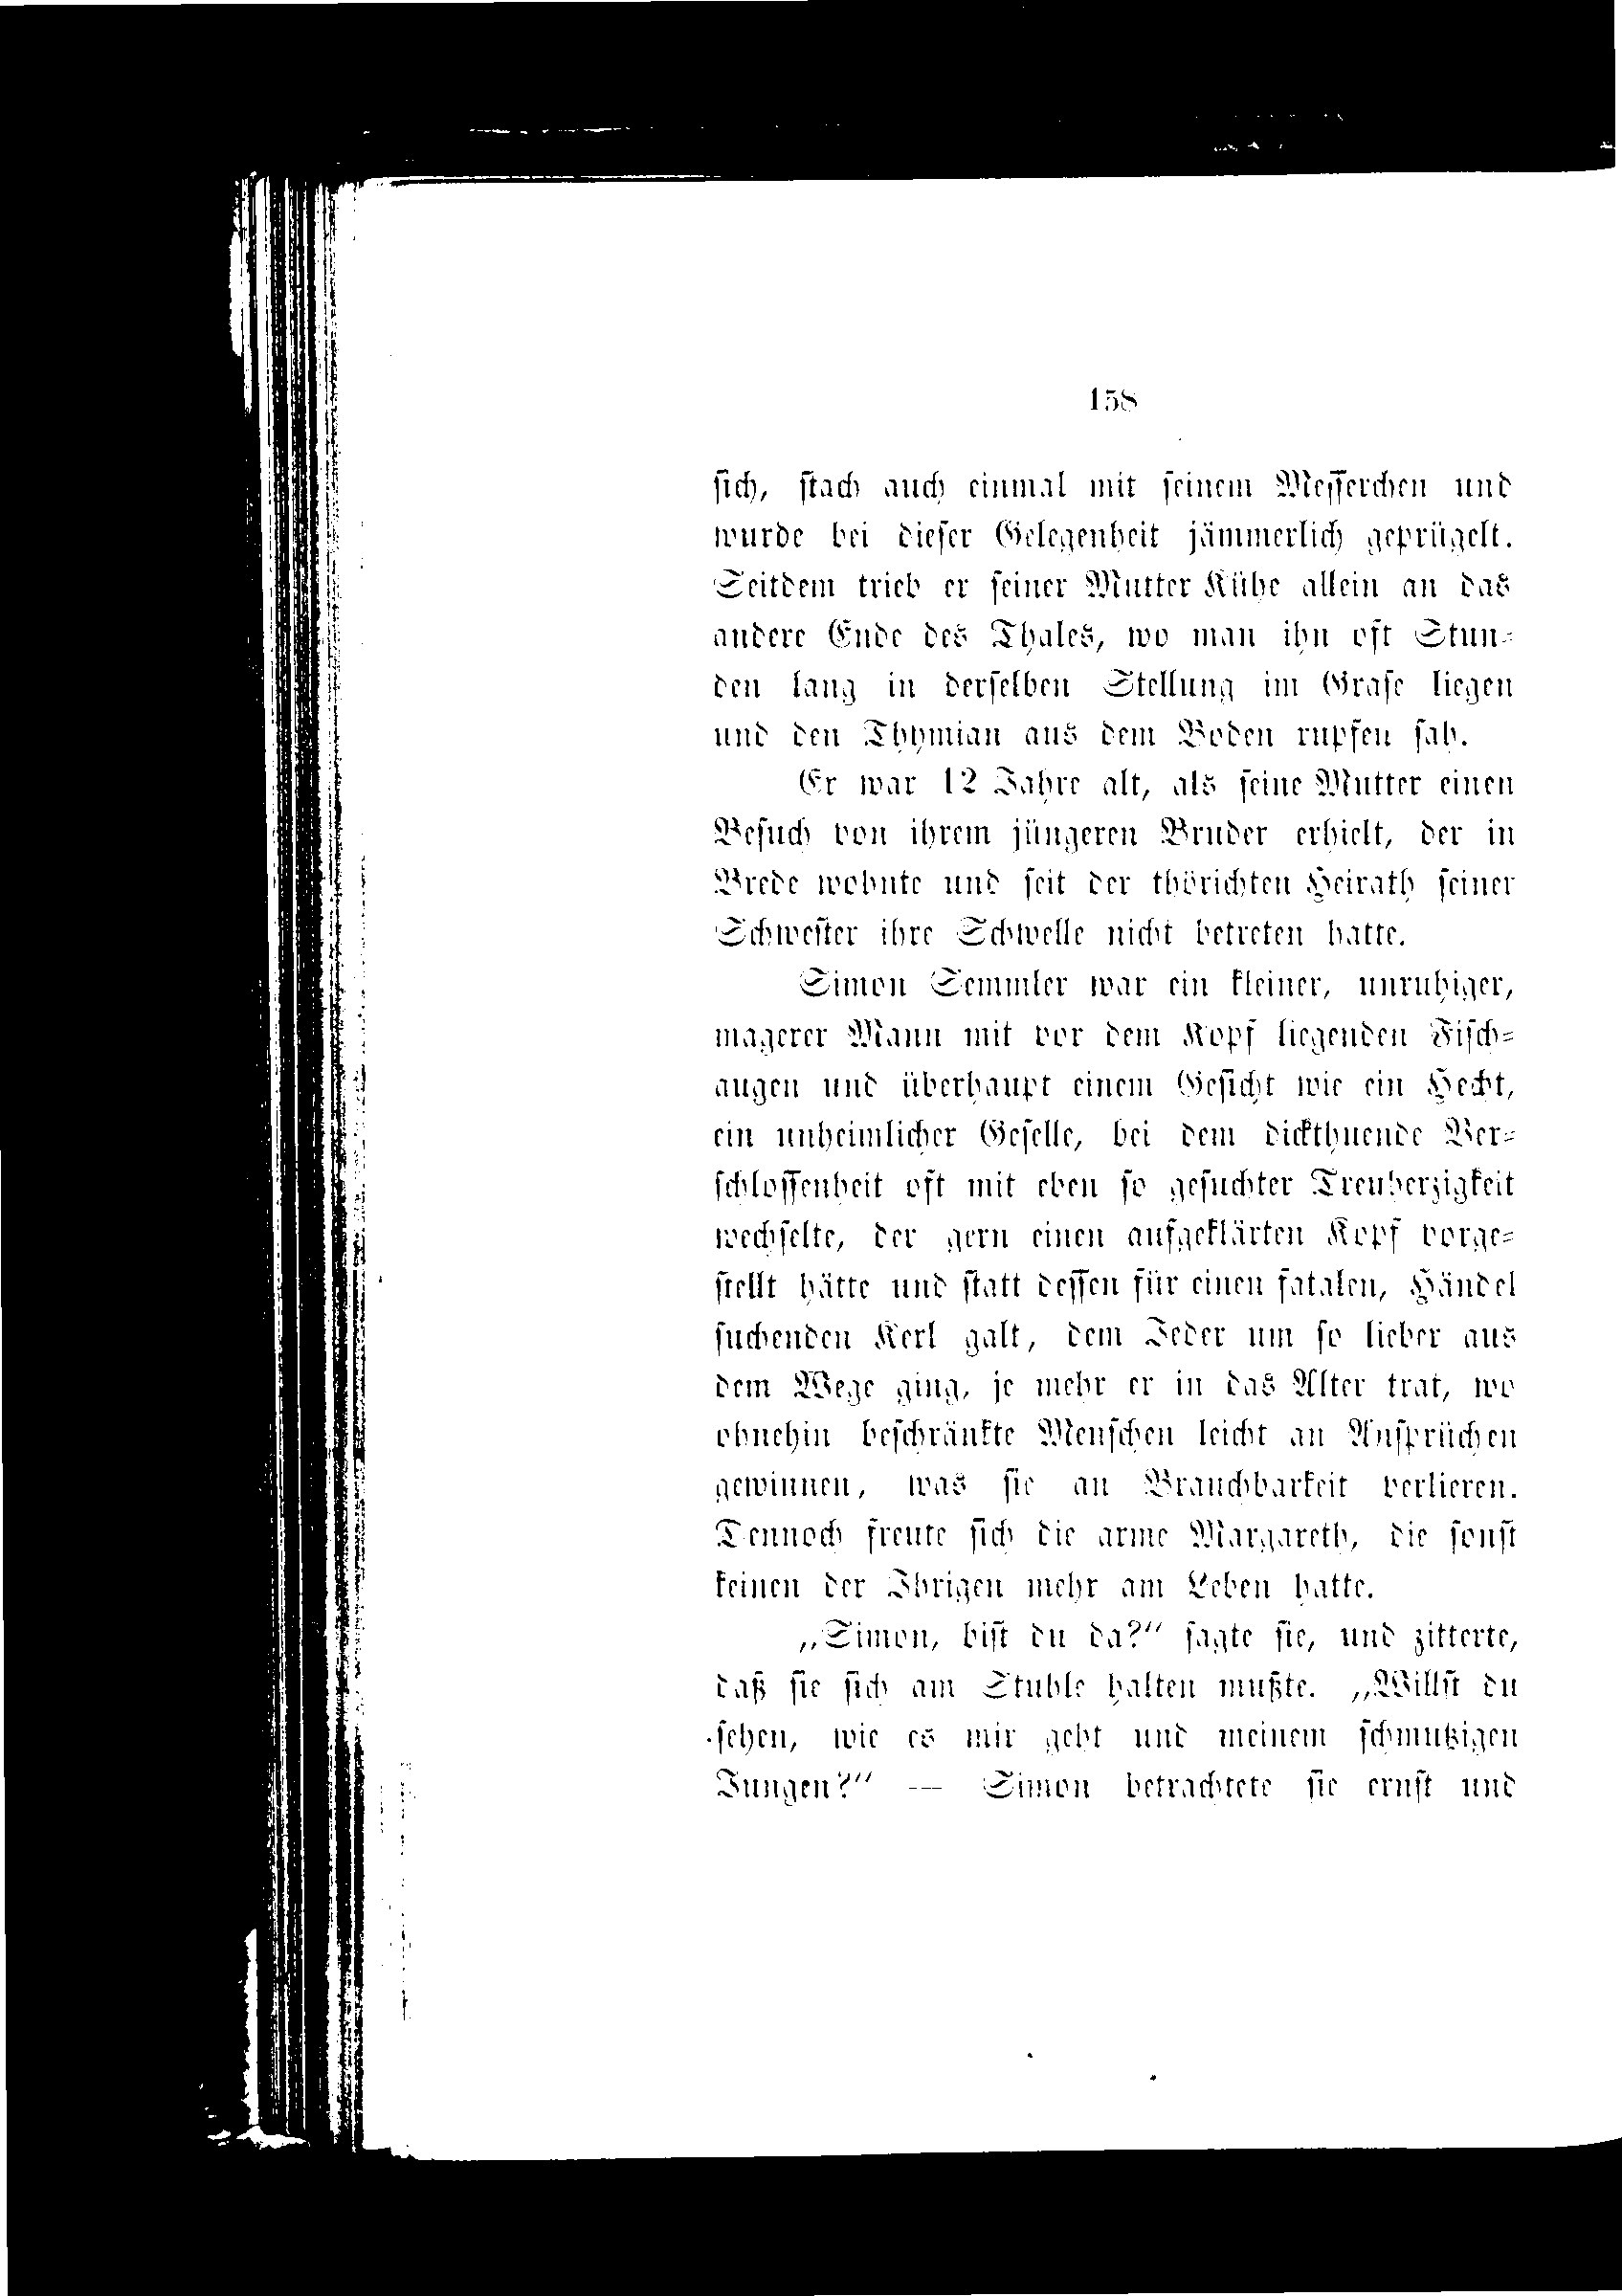 158
sich, stach auch einmal mit seinem Messerchen und
wurde bei dieser Gelegenheit jämmerlich geprügelt.
Seitdem trieb er seiner Mutter Kühe allein an das
andere Ende des Thales, wo man ihn oft Stun-
den lang in derselben Stellung im Grase liegen
und den Thymian aus dem Boden rupfen sah.
Er war 12 Jahre alt, als seine Mutter einen
Besuch von ihrem jüngeren Bruder erhielt, der in
Brede wohnte und seit der thörichten Heirath seiner
Schwester ihre Schwelle nicht betreten hatte.
Simon Semmler war ein kleiner, unruhiger,
magerer Mann mit vor dem Kopf liegenden Fisch-
augen und überhaupt einem Gesicht wie ein Hecht,
ein unheimlicher Geselle, bei dem dickthuende Ver-
schlossenheit oft mit eben so gesuchter Treuherzigkeit
wechselte, der gern einen aufgeklärten Kopf vorge-
stellt hätte und statt dessen für einen fatalen, Händel
suchenden Kerl galt, dem Jeder um so lieber aus
dem Wege ging, je mehr er in das Alter trat, wo
ohnehin beschränkte Menschen leicht an Ansprüchen
gewinnen, was sie an Brauchbarkeit verlieren.
Dennoch freute sich die arme Margareth, die sonst
keinen der Ihrigen mehr am Leben hatte.
„Simon, bist du da?“ sagte sie, und zitterte,
daß sie sich am Stuhle halten mußte. „Willst du
sehen, wie es mir geht und meinem schmutzigen
Jungen?“ — Simon betrachtete sie ernst und